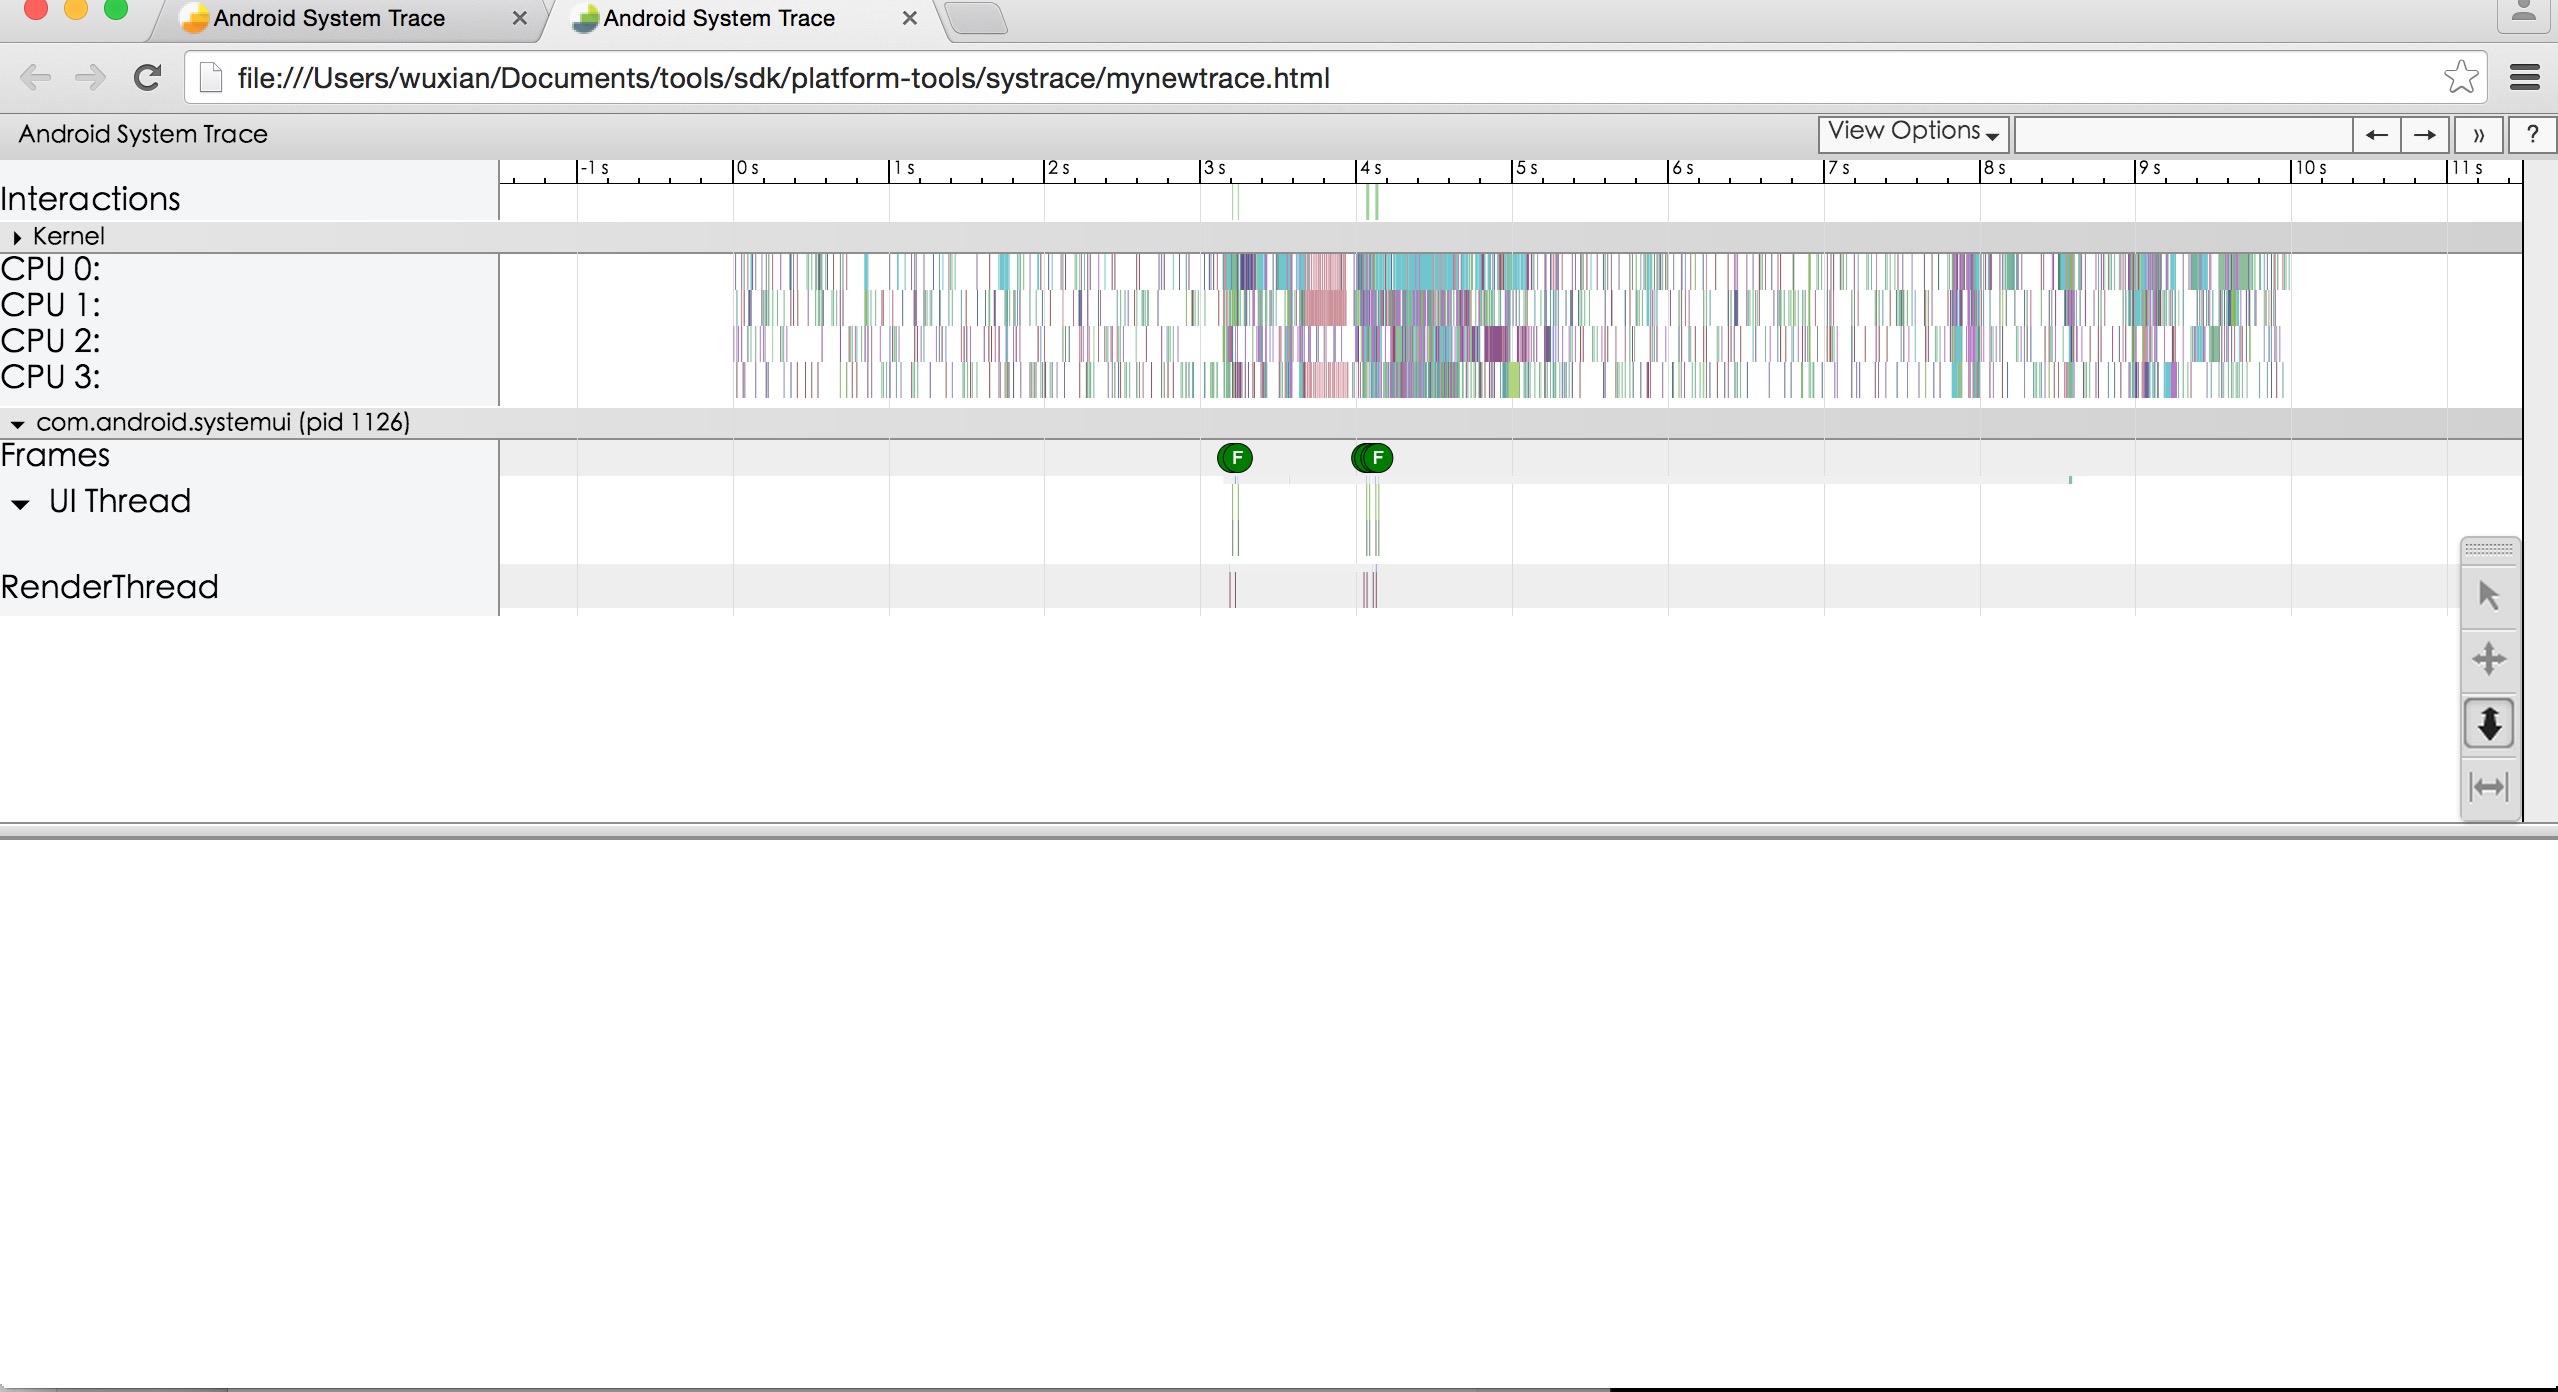 Android System Trace
Android System Trace
file:///Users/wuxian/Documents/tools/sdk/platform-tools/systrace/mynewtrace.html
Android System Trace
View Options
← → » ?
-1 s 0 s 1 s 2 s 3 s 4 s 5 s 6 s 7 s 8 s 9 s 10 s 11 s
Interactions
Kernel
CPU 0:
CPU 1:
CPU 2:
CPU 3:
com.android.systemui (pid 1126)
Frames
F F
UI Thread
RenderThread